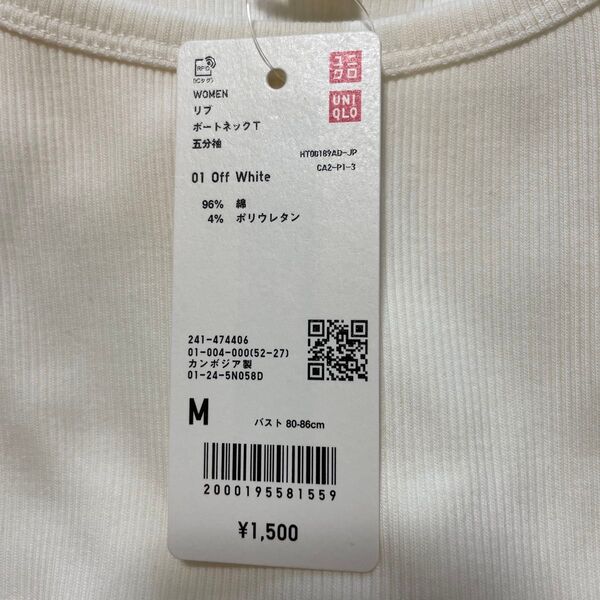 RFID
(ICタグ)
WOMEN
リブ
ボートネックT
五分袖
ユニ
クロ
UNI
QLO
HT00189AD-JP
CA2-P1-3
01 Off White
96% 綿
4% ポリウレタン
241-474406
01-004-000(52-27)
カンボジア製
01-24-5N058D
M
バスト 80-86cm
2000195581559
¥1,500